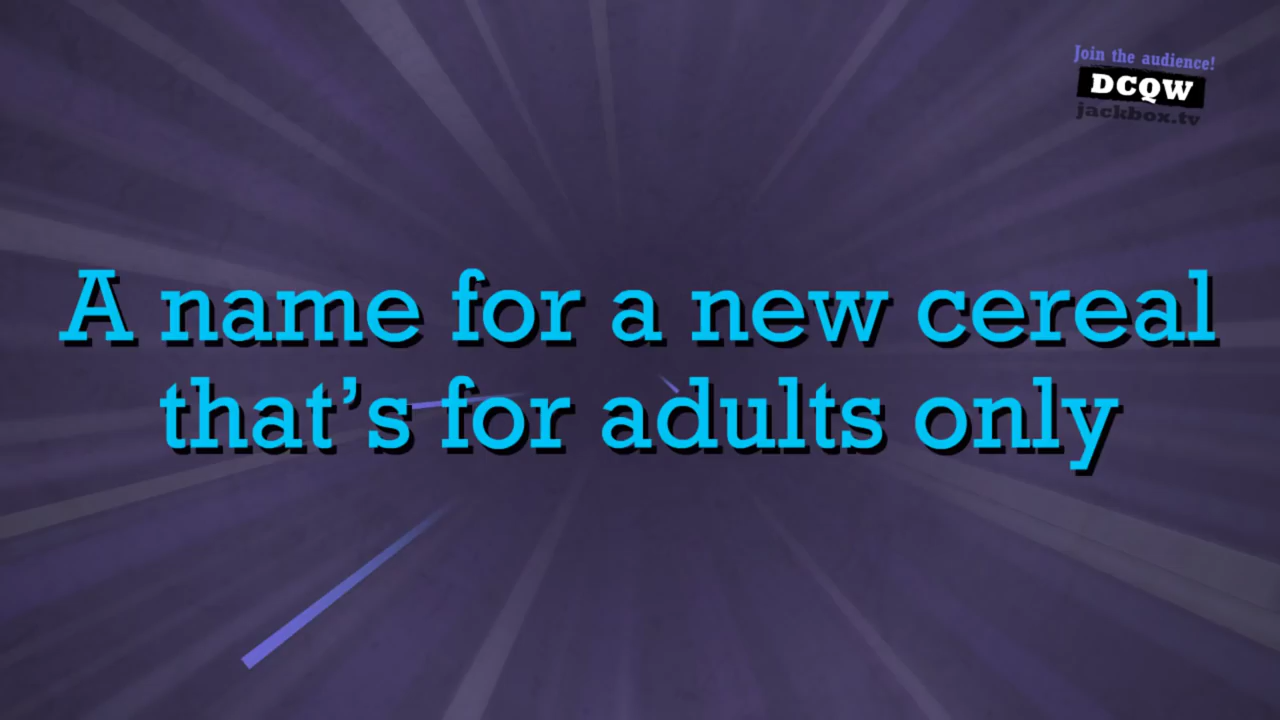 Join the audience!
DCQW
jackbox.tv
A name for a new cereal
that's for adults only